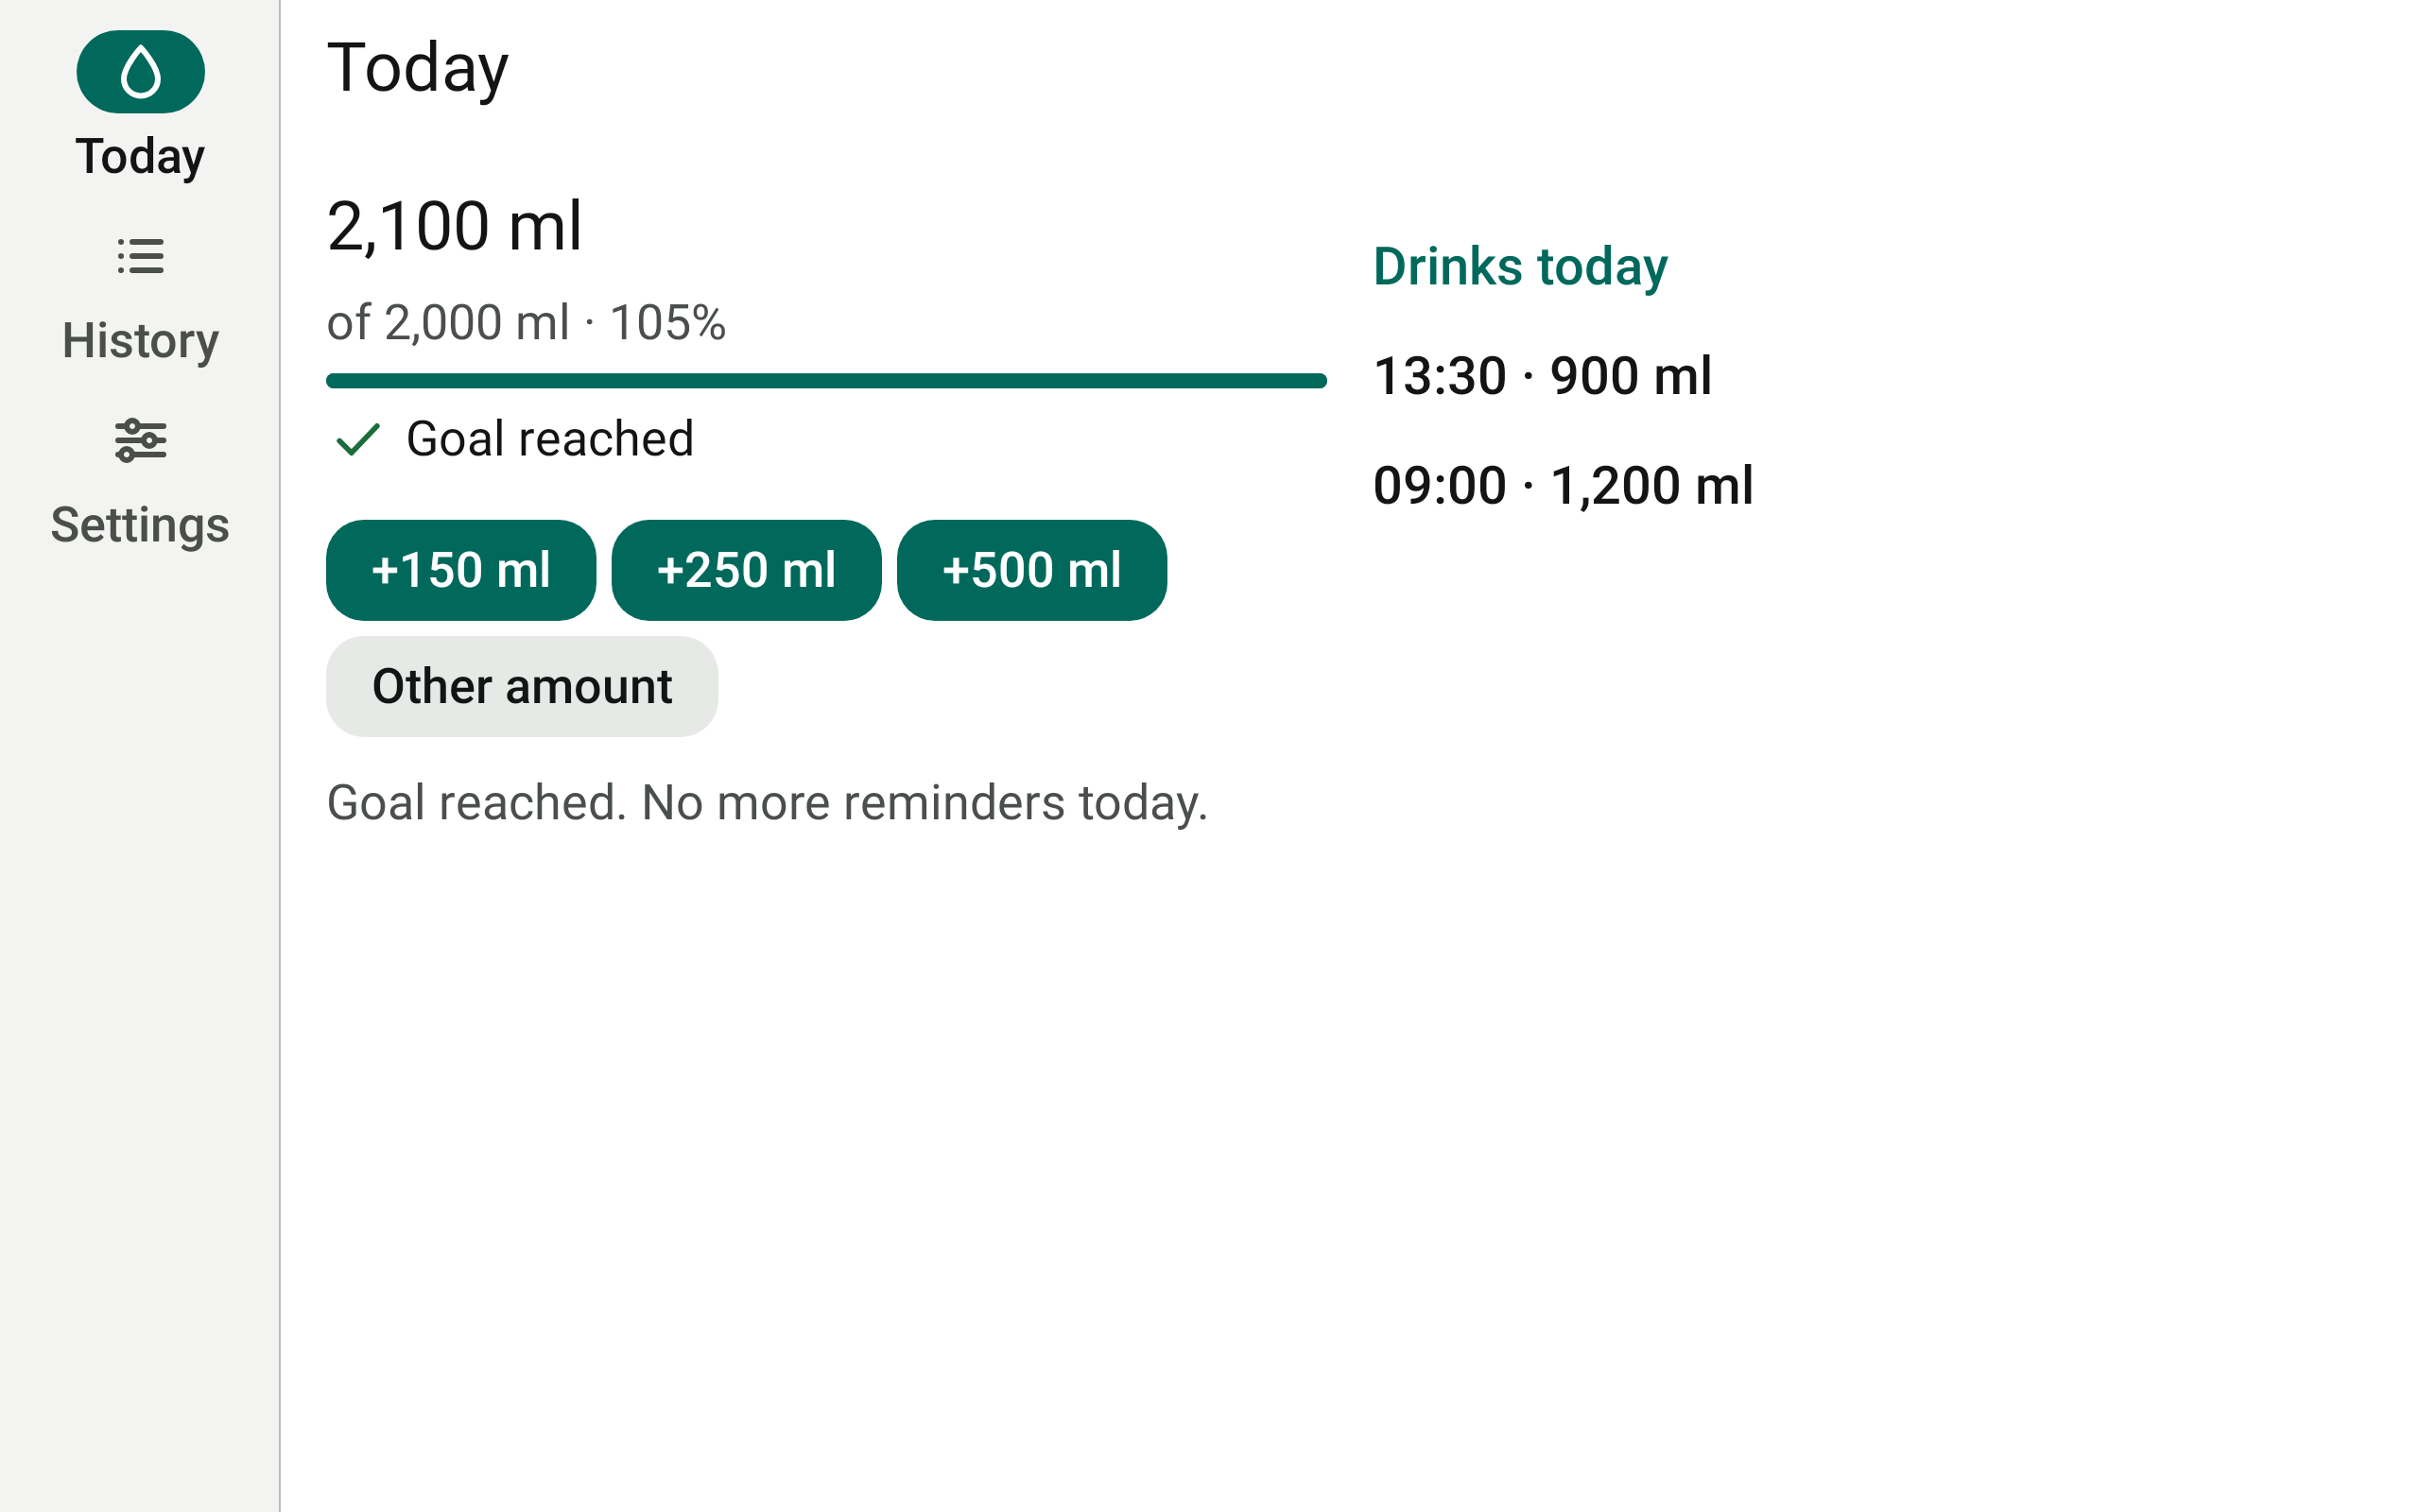 Today
History
Settings
Today
2,100 ml
of 2,000 ml · 105%
Goal reached
+150 ml
+250 ml
+500 ml
Other amount
Goal reached. No more reminders today.
Drinks today
13:30 · 900 ml
09:00 · 1,200 ml